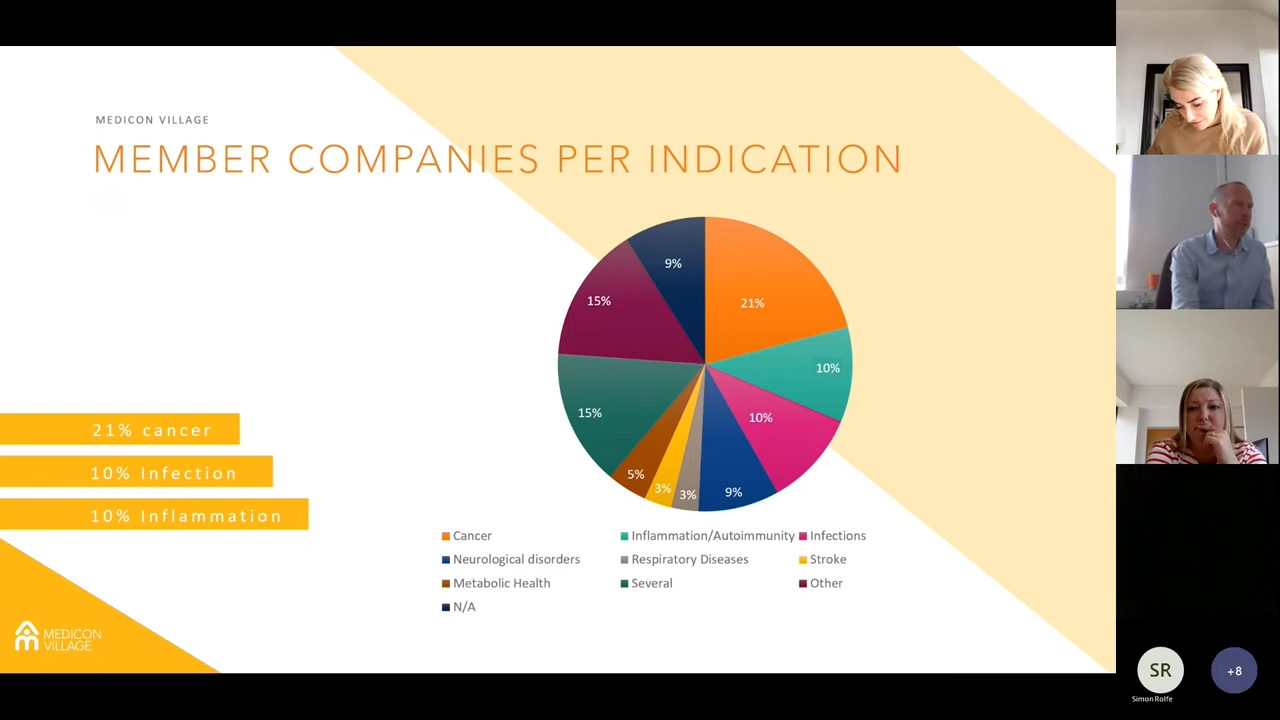 MEDICON VILLAGE
MEMBER COMPANIES PER INDICATION
9%
21%
15%
10%
15%
10%
5%
3%
3%
9%
21% cancer
10% Infection
10% Inflammation
Cancer
Inflammation/Autoimmunity
Infections
Neurological disorders
Respiratory Diseases
Stroke
Metabolic Health
Several
Other
N/A
MEDICON
VILLAGE
SR
Simon Rolfe
+8